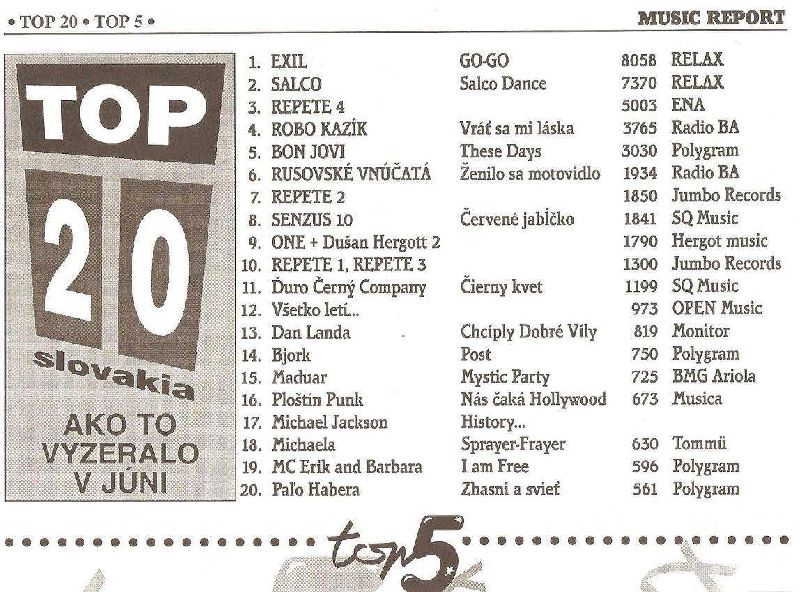 • TOP 20 • TOP 5 •
MUSIC REPORT
TOP
20
slovakia
AKO TO
VYZERALO
V JÚNI
1. EXIL GO-GO 8058 RELAX
2. SALCO Salco Dance 7370 RELAX
3. REPETE 4 5003 ENA
4. ROBO KAZÍK Vráť sa mi láska 3765 Radio BA
5. BON JOVI These Days 3030 Polygram
6. RUSOVSKÉ VNÚČATÁ Ženilo sa motovidlo 1934 Radio BA
7. REPETE 2 1850 Jumbo Records
8. SENZUS 10 Červené jabĺčko 1841 SQ Music
9. ONE + Dušan Hergott 2 1790 Hergot music
10. REPETE 1, REPETE 3 1300 Jumbo Records
11. Ďuro Černý Company Čierny kvet 1199 SQ Music
12. Všetko letí... 973 OPEN Music
13. Dan Landa Chcíply Dobré Víly 819 Monitor
14. Bjork Post 750 Polygram
15. Maduar Mystic Party 725 BMG Ariola
16. Ploštín Punk Nás čaká Hollywood 673 Musica
17. Michael Jackson History...
18. Michaela Sprayer-Frayer 630 Tommü
19. MC Erik and Barbara I am Free 596 Polygram
20. Paľo Habera Zhasni a svieť 561 Polygram
top 5